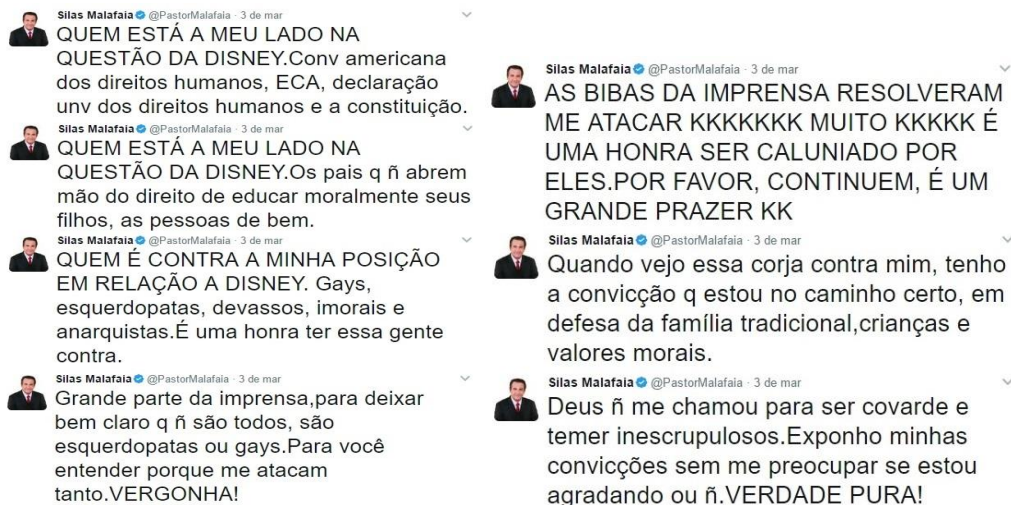 Silas Malafaia @PastorMalafaia · 3 de mar
QUEM ESTÁ A MEU LADO NA
QUESTÃO DA DISNEY.Conv americana
dos direitos humanos, ECA, declaração
unv dos direitos humanos e a constituição.
Silas Malafaia @PastorMalafaia · 3 de mar
QUEM ESTÁ A MEU LADO NA
QUESTÃO DA DISNEY.Os pais q ñ abrem
mão do direito de educar moralmente seus
filhos, as pessoas de bem.
Silas Malafaia @PastorMalafaia · 3 de mar
QUEM É CONTRA A MINHA POSIÇÃO
EM RELAÇÃO A DISNEY. Gays,
esquerdopatas, devassos, imorais e
anarquistas.É uma honra ter essa gente
contra.
Silas Malafaia @PastorMalafaia · 3 de mar
Grande parte da imprensa,para deixar
bem claro q ñ são todos, são
esquerdopatas ou gays.Para você
entender porque me atacam
tanto.VERGONHA!
Silas Malafaia @PastorMalafaia · 3 de mar
AS BIBAS DA IMPRENSA RESOLVERAM
ME ATACAR KKKKKKK MUITO KKKKK É
UMA HONRA SER CALUNIADO POR
ELES.POR FAVOR, CONTINUEM, É UM
GRANDE PRAZER KK
Silas Malafaia @PastorMalafaia · 3 de mar
Quando vejo essa corja contra mim, tenho
a convicção q estou no caminho certo, em
defesa da família tradicional,crianças e
valores morais.
Silas Malafaia @PastorMalafaia · 3 de mar
Deus ñ me chamou para ser covarde e
temer inescrupulosos.Exponho minhas
convicções sem me preocupar se estou
agradando ou ñ.VERDADE PURA!